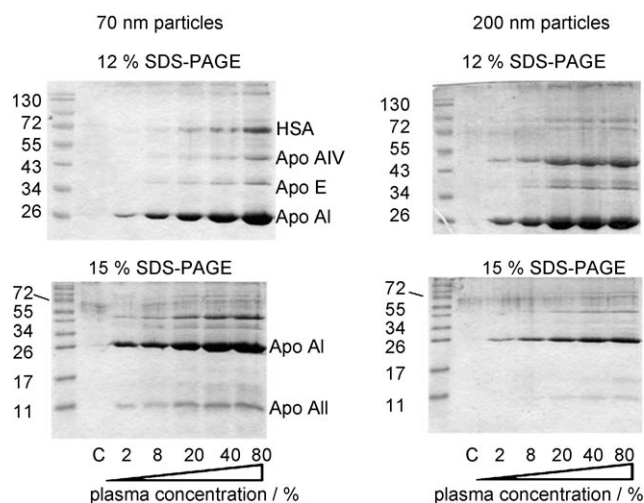 70 nm particles 200 nm particles
12 % SDS-PAGE 12 % SDS-PAGE
130 130
72 HSA 72
55 55
43 Apo AIV 43
34 Apo E 34
26 Apo AI 26
15 % SDS-PAGE 15 % SDS-PAGE
72 72
55 55
43 43
34 34
26 Apo AI 26
17 17
11 Apo AII 11
C 2 8 20 40 80 C 2 8 20 40 80
plasma concentration / % plasma concentration / %